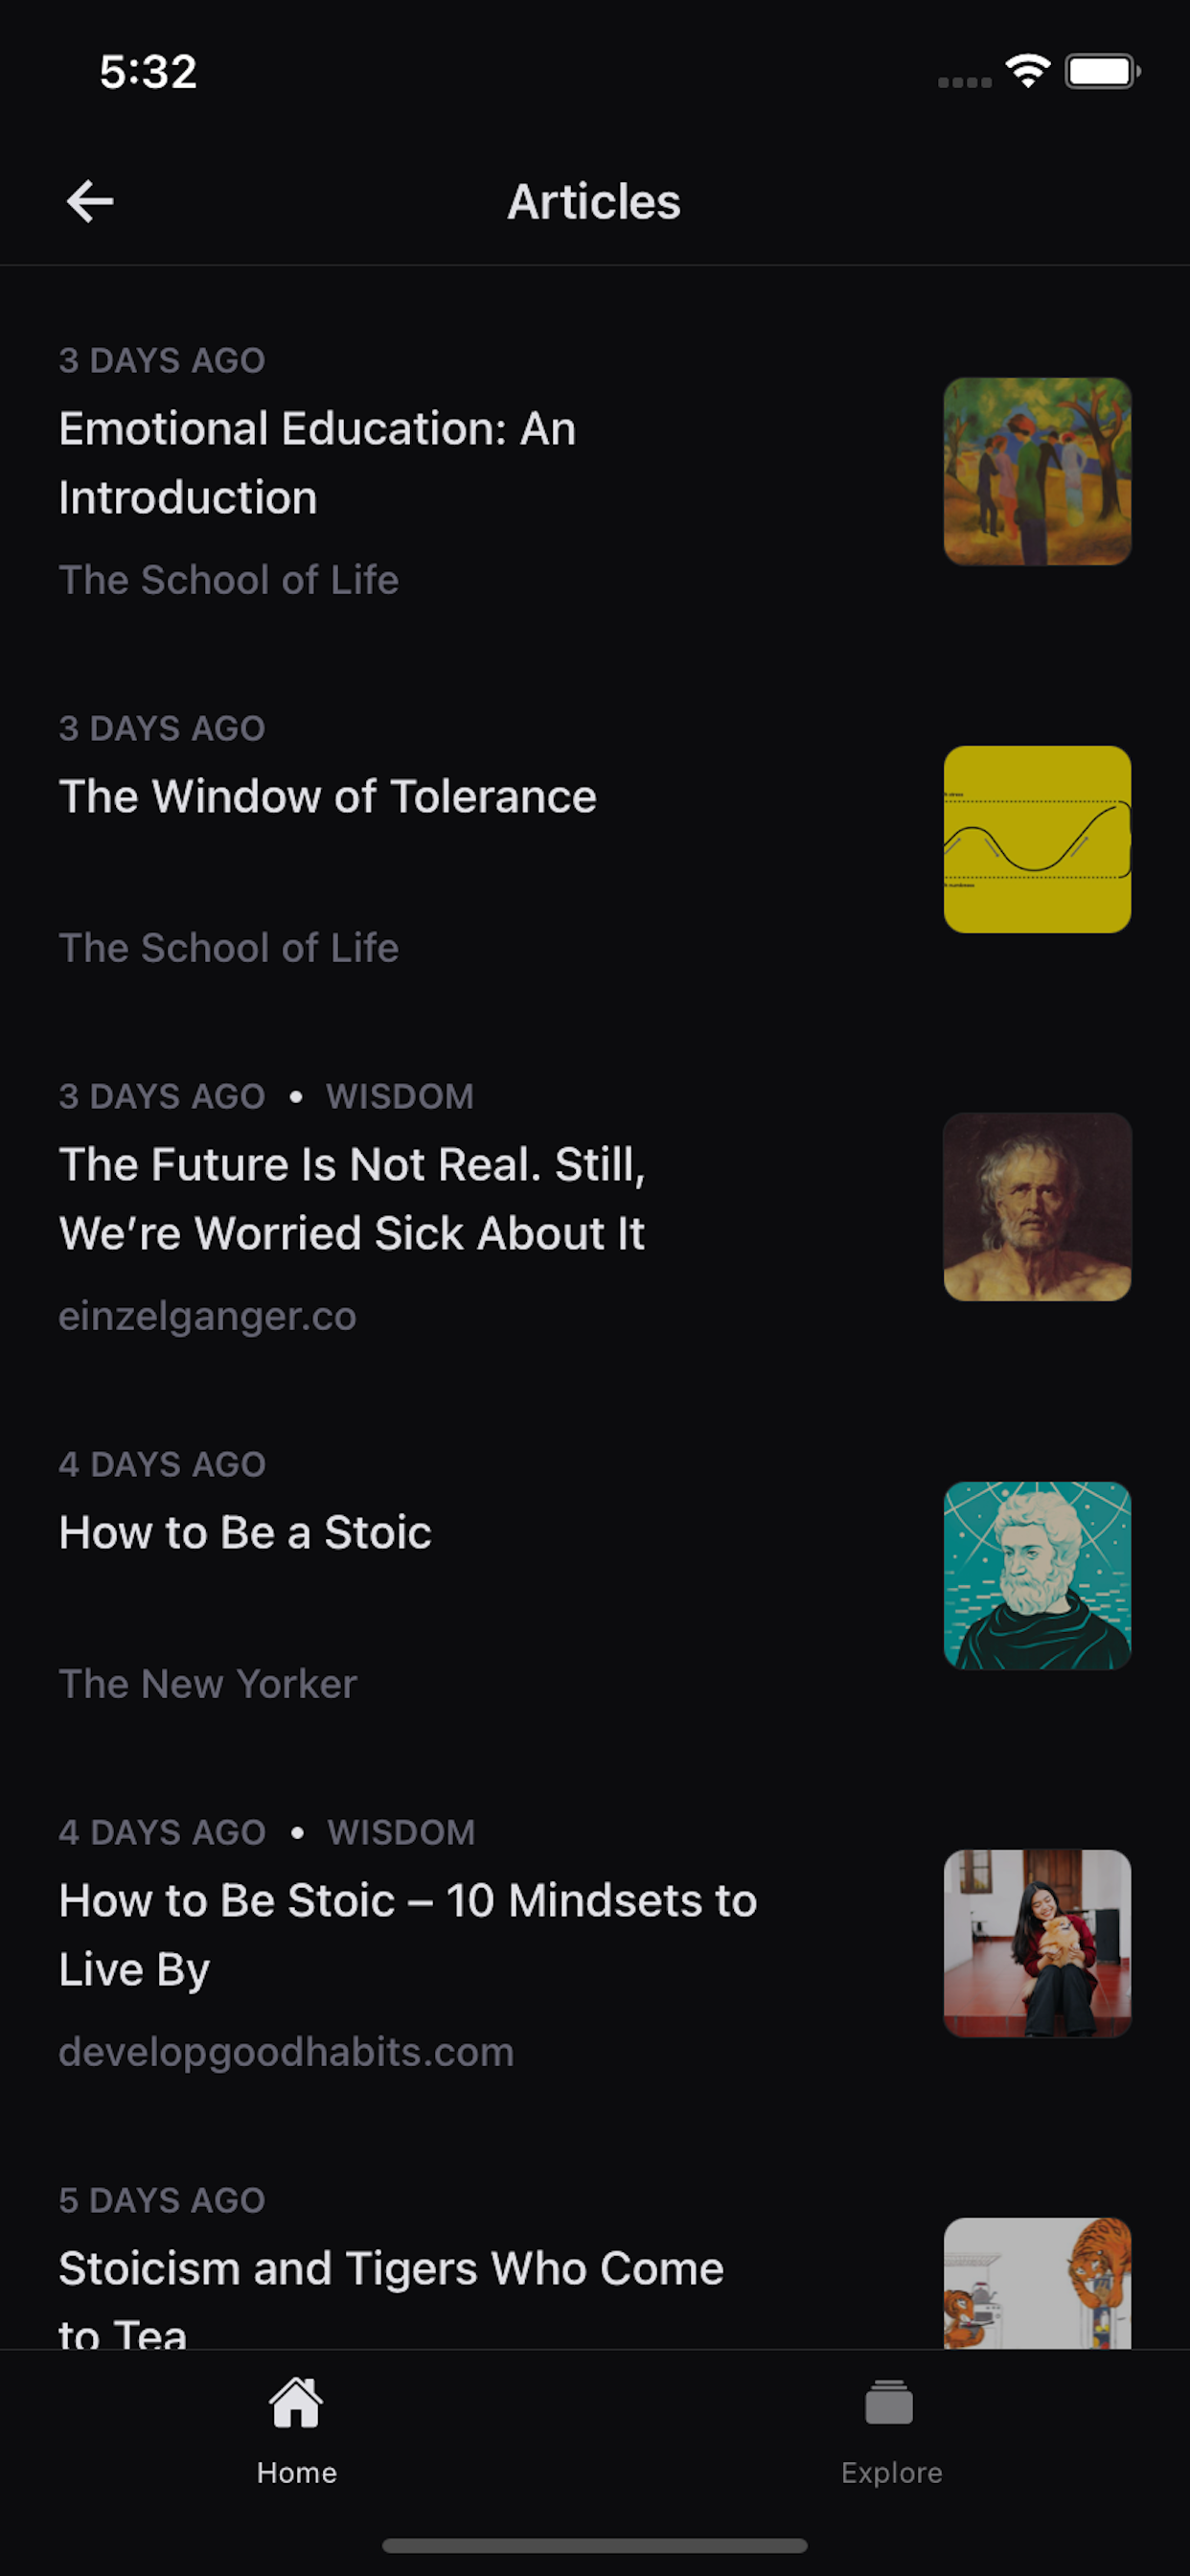 5:32
Articles
3 DAYS AGO
Emotional Education: An
Introduction
The School of Life
3 DAYS AGO
The Window of Tolerance
The School of Life
3 DAYS AGO • WISDOM
The Future Is Not Real. Still,
We’re Worried Sick About It
einzelganger.co
4 DAYS AGO
How to Be a Stoic
The New Yorker
4 DAYS AGO • WISDOM
How to Be Stoic – 10 Mindsets to
Live By
developgoodhabits.com
5 DAYS AGO
Stoicism and Tigers Who Come
to Tea
Home
Explore